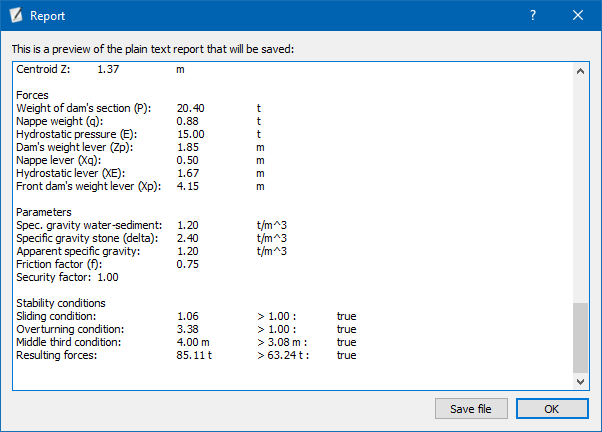 Report
This is a preview of the plain text report that will be saved:
Centroid Z: 1.37 m
Forces
Weight of dam's section (P): 20.40 t
Nappe weight (q): 0.88 t
Hydrostatic pressure (E): 15.00 t
Dam's weight lever (Zp): 1.85 m
Nappe lever (Xq): 0.50 m
Hydrostatic lever (XE): 1.67 m
Front dam's weight lever (Xp): 4.15 m
Parameters
Spec. gravity water-sediment: 1.20 t/m^3
Specific gravity stone (delta): 2.40 t/m^3
Apparent specific gravity: 1.20 t/m^3
Friction factor (f): 0.75
Security factor: 1.00
Stability conditions
Sliding condition: 1.06 > 1.00 : true
Overturning condition: 3.38 > 1.00 : true
Middle third condition: 4.00 m > 3.08 m : true
Resulting forces: 85.11 t > 63.24 t : true
Save file OK